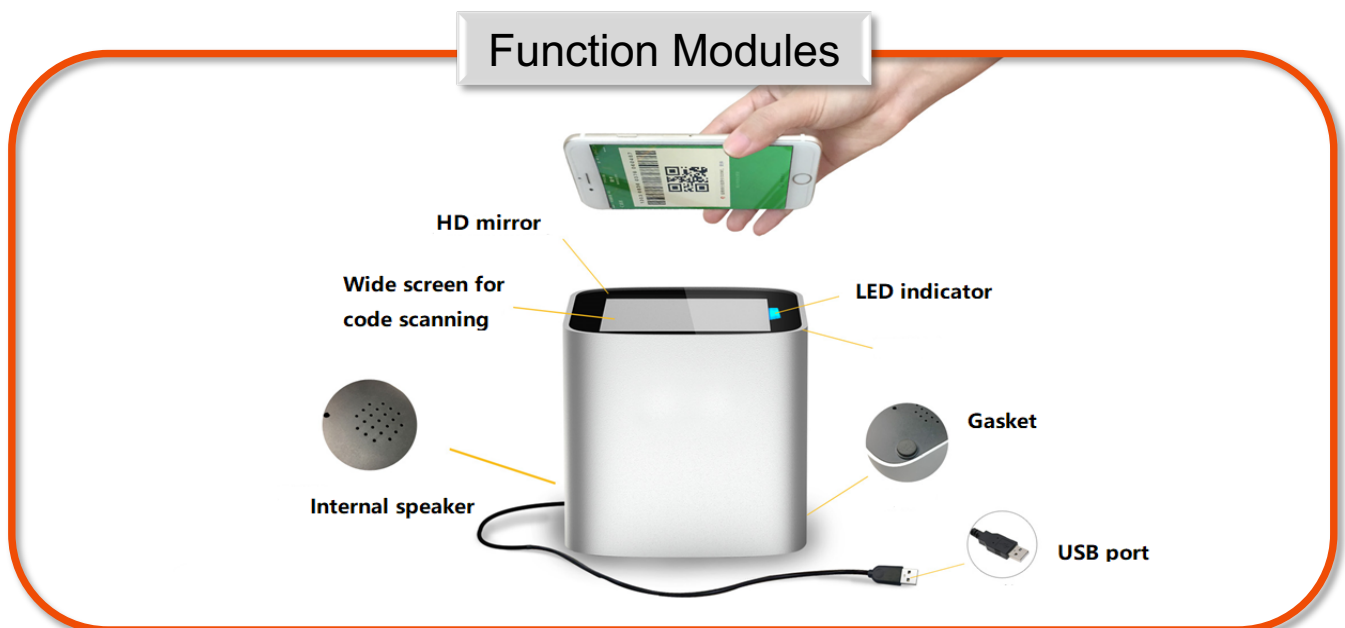 Function Modules
HD mirror
Wide screen for
code scanning
LED indicator
Internal speaker
Gasket
USB port